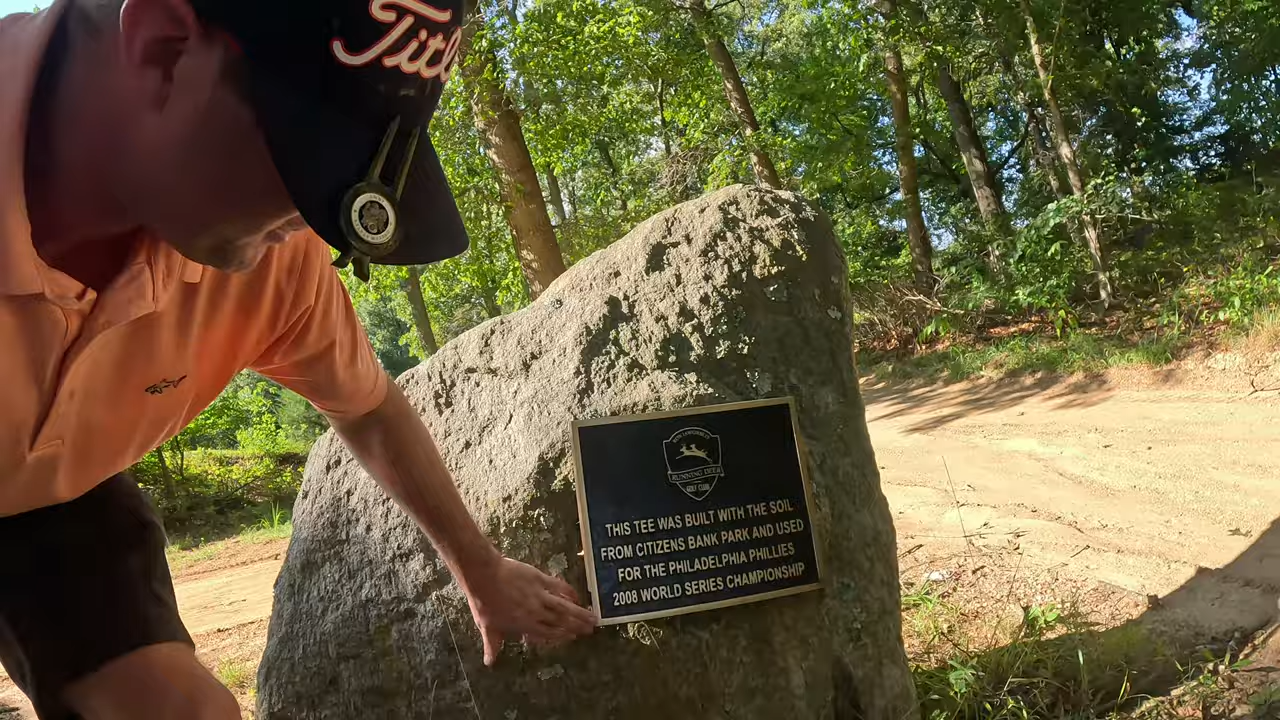 Titl
RUNNING DEER
GOLF CLUB
THIS TEE WAS BUILT WITH THE SOIL
FROM CITIZENS BANK PARK AND USED
FOR THE PHILADELPHIA PHILLIES
2008 WORLD SERIES CHAMPIONSHIP